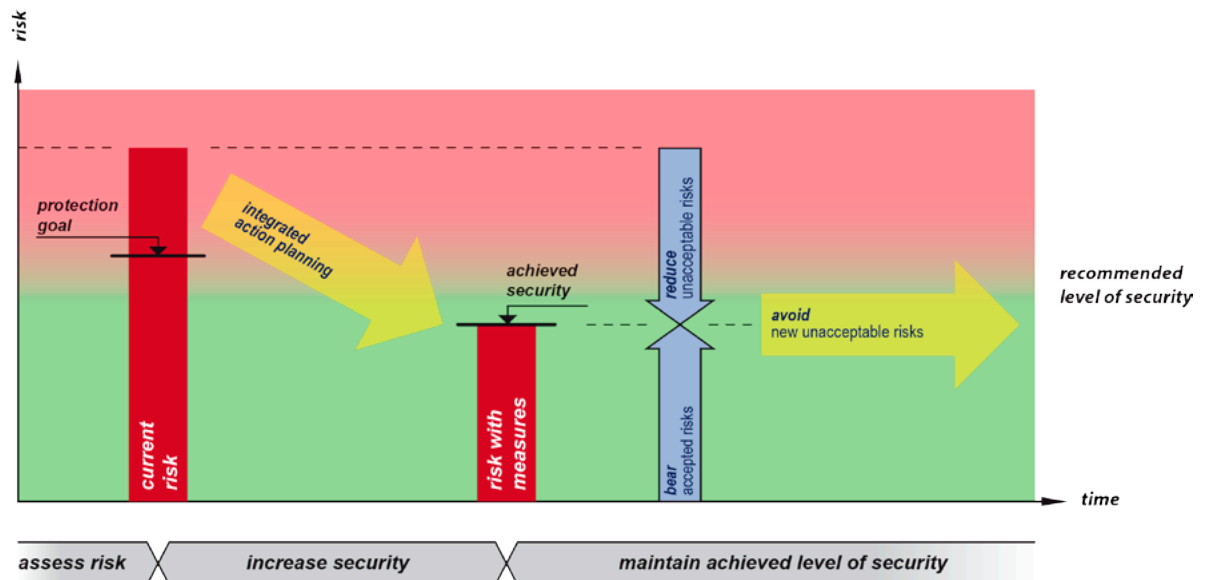 risk
protection
goal
integrated
action planning
achieved
security
reduce
unacceptable risks
recommended
level of security
avoid
new unacceptable risks
current
risk
risk with
measures
bear
accepted risks
time
assess risk
increase security
maintain achieved level of security